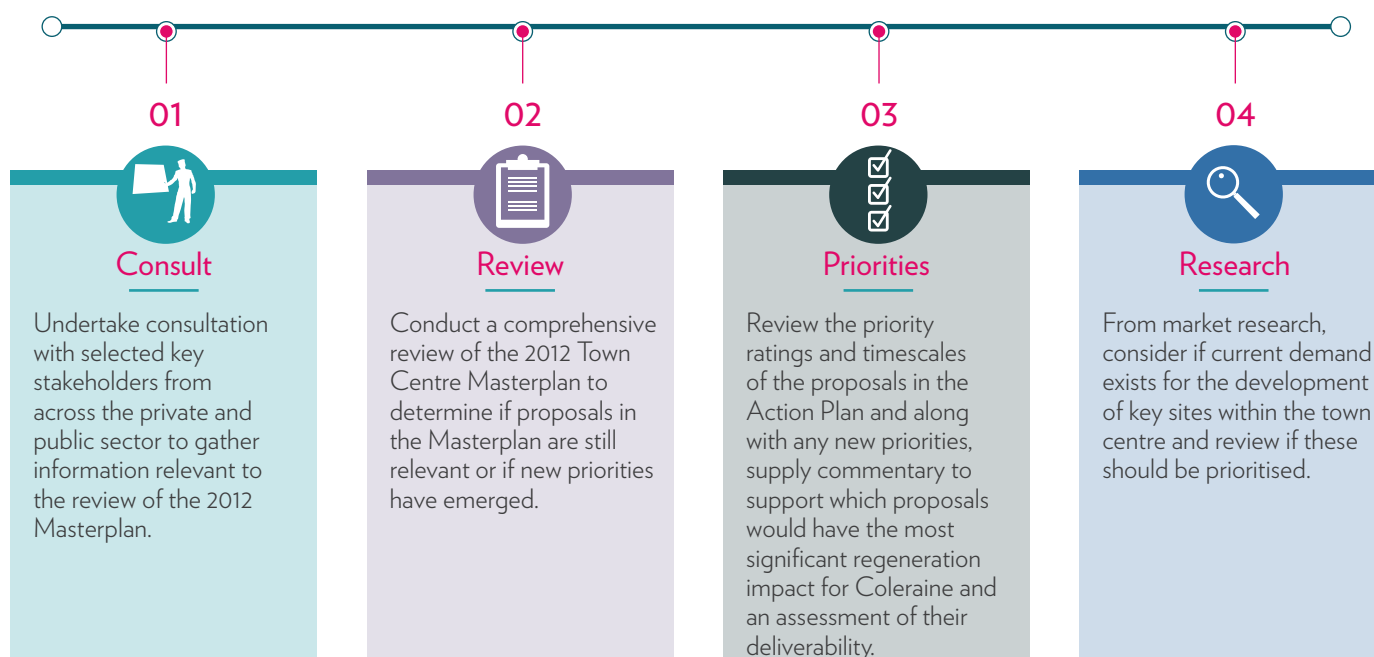 01
Consult
Undertake consultation
with selected key
stakeholders from
across the private and
public sector to gather
information relevant to
the review of the 2012
Masterplan.
02
Review
Conduct a comprehensive
review of the 2012 Town
Centre Masterplan to
determine if proposals in
the Masterplan are still
relevant or if new priorities
have emerged.
03
Priorities
Review the priority
ratings and timescales
of the proposals in the
Action Plan and along
with any new priorities,
supply commentary to
support which proposals
would have the most
significant regeneration
impact for Coleraine and
an assessment of their
deliverability.
04
Research
From market research,
consider if current demand
exists for the development
of key sites within the town
centre and review if these
should be prioritised.